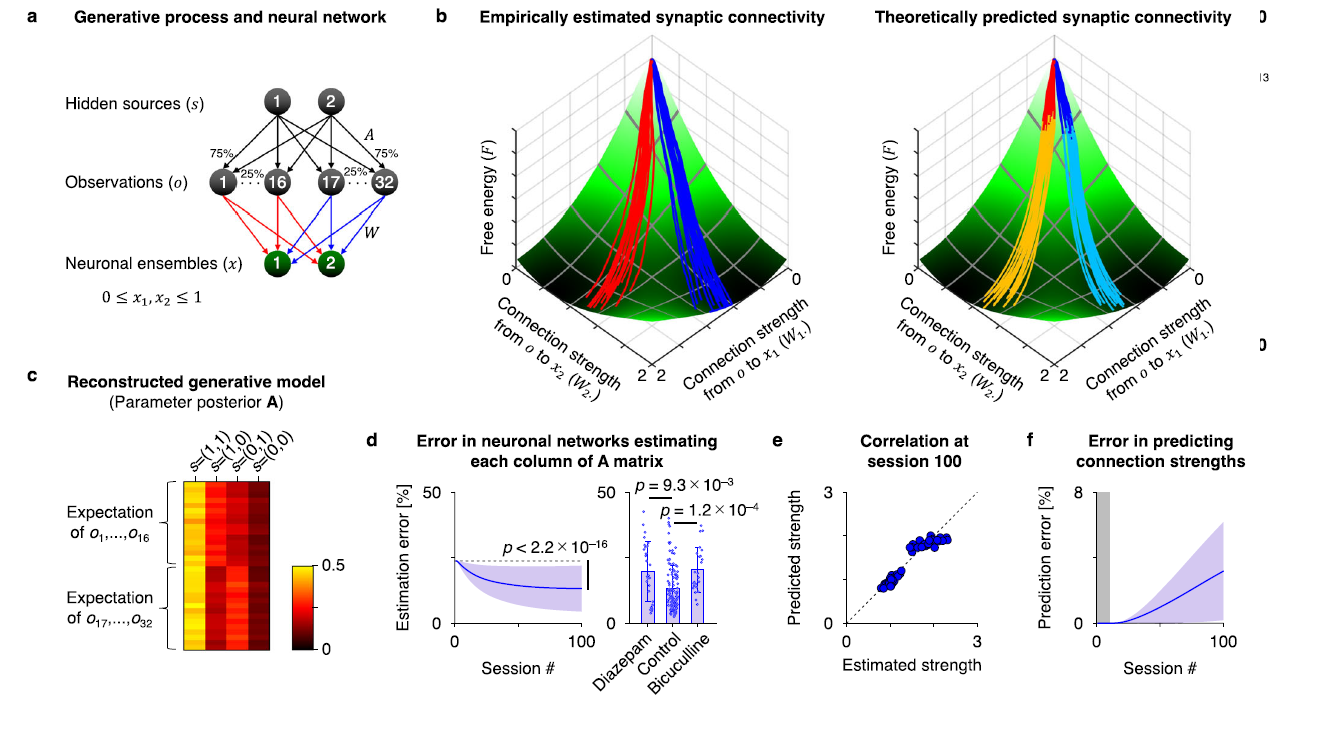 a Generative process and neural network
Hidden sources (s)
1 2
A
75% 75%
25% 25%
Observations (o)
1 ... 16 17 ... 32
W
Neuronal ensembles (x)
1 2
0 ≤ x₁, x₂ ≤ 1
b Empirically estimated synaptic connectivity
Free energy (F)
0 0
Connection strength
from o to x₂ (W₂.)
2 2
Connection strength
from o to x₁ (W₁.)
Theoretically predicted synaptic connectivity
Free energy (F)
0 0
Connection strength
from o to x₂ (W₂.)
2 2
Connection strength
from o to x₁ (W₁.)
0
13
0
c Reconstructed generative model
(Parameter posterior A)
s=(1,1)
s=(1,0)
s=(0,1)
s=(0,0)
Expectation
of o₁,...,o₁₆
Expectation
of o₁₇,...,o₃₂
0.5
0
d Error in neuronal networks estimating
each column of A matrix
Estimation error [%]
50
0
p < 2.2 × 10⁻¹⁶
0 100
Session #
50
0
p = 9.3 × 10⁻³
p = 1.2 × 10⁻⁴
Diazepam
Control
Bicuculline
e Correlation at
session 100
Predicted strength
3
0
0 3
Estimated strength
f Error in predicting
connection strengths
Prediction error [%]
8
0
0 100
Session #